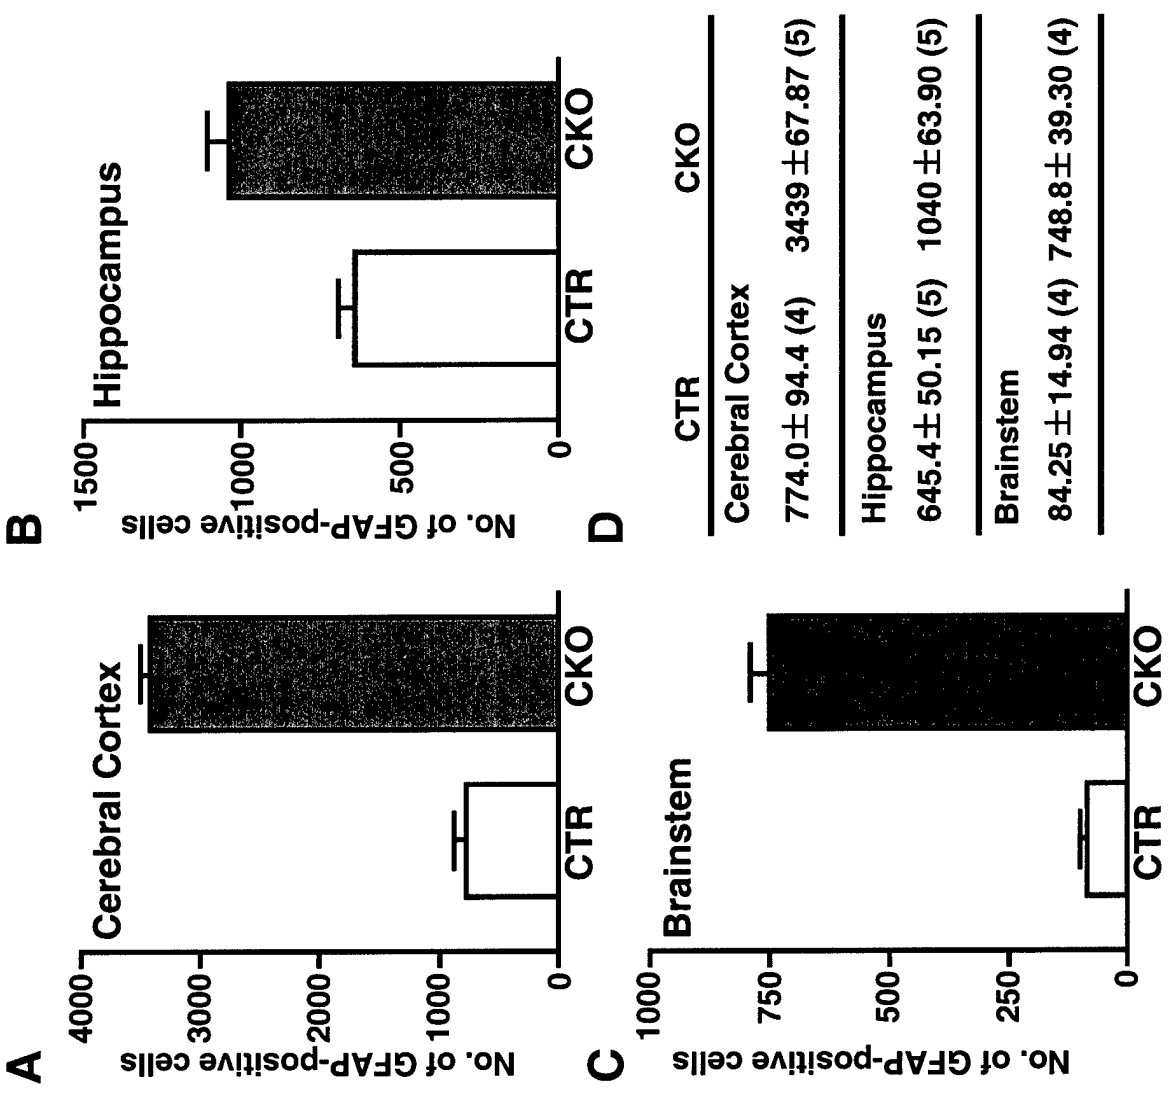 A
Cerebral Cortex
No. of GFAP-positive cells
4000
3000
2000
1000
0
CTR CKO
B
Hippocampus
No. of GFAP-positive cells
1500
1000
500
0
CTR CKO
C
Brainstem
No. of GFAP-positive cells
1000
750
500
250
0
CTR CKO
D
CTR CKO
Cerebral Cortex
774.0±94.4 (4) 3439±67.87 (5)
Hippocampus
645.4±50.15 (5) 1040±63.90 (5)
Brainstem
84.25±14.94 (4) 748.8±39.30 (4)